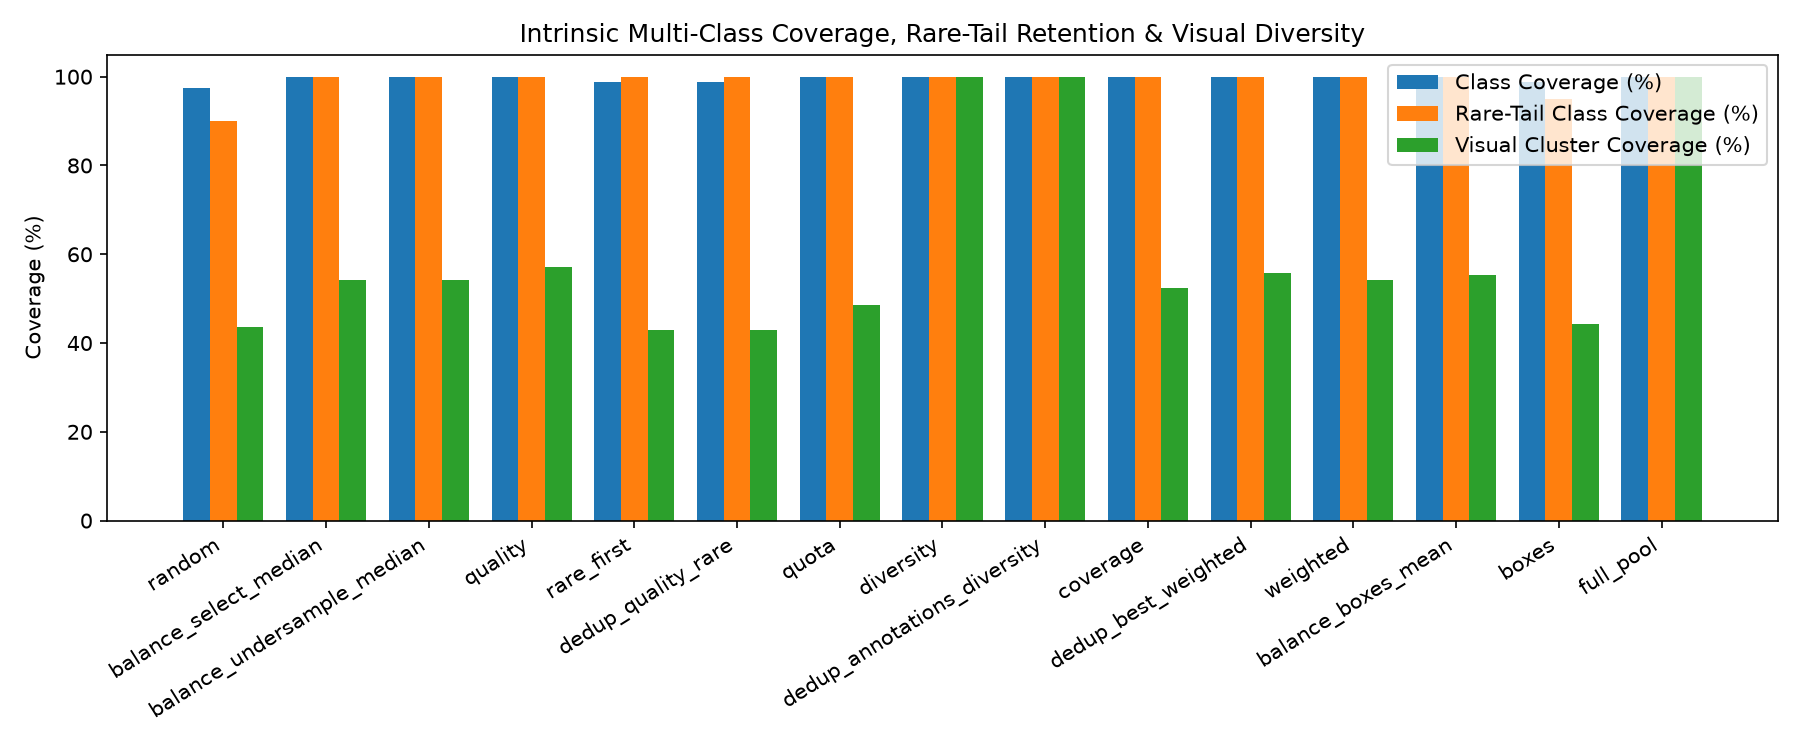 Intrinsic Multi-Class Coverage, Rare-Tail Retention & Visual Diversity
Coverage (%)
100
80
60
40
20
0
Class Coverage (%)
Rare-Tail Class Coverage (%)
Visual Cluster Coverage (%)
random
balance_select_median
balance_undersample_median
quality
rare_first
dedup_quality_rare
quota
diversity
dedup_annotations_diversity
coverage
dedup_best_weighted
weighted
balance_boxes_mean
boxes
full_pool